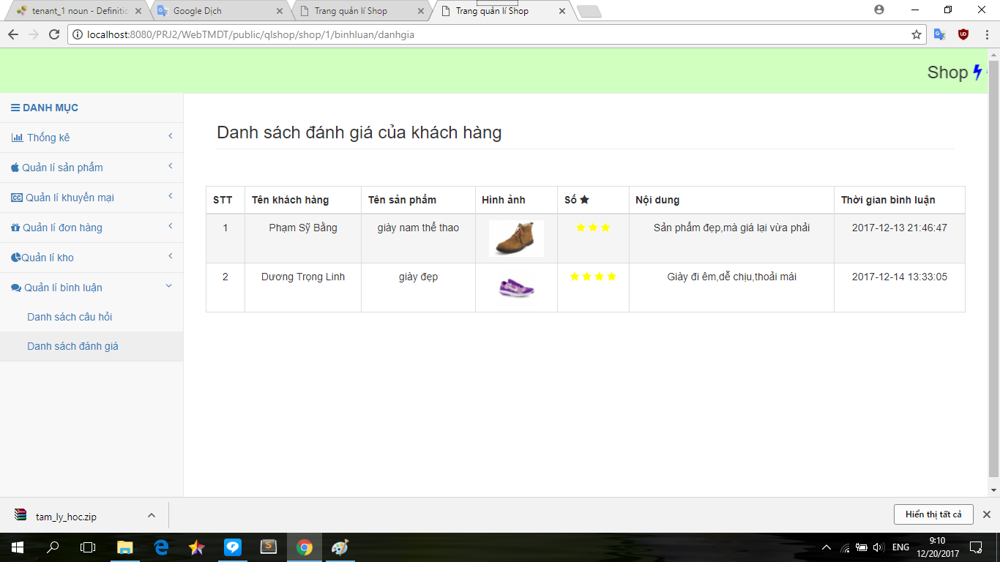 tenant_1 noun - Definitic
Google Dịch
Trang quản lí Shop
Trang quản lí Shop
localhost:8080/PRJ2/WebTMDT/public/qlshop/shop/1/binhluan/danhgia
Shop
DANH MỤC
Thống kê
Quản lí sản phẩm
Quản lí khuyến mại
Quản lí đơn hàng
Quản lí kho
Quản lí bình luận
Danh sách câu hỏi
Danh sách đánh giá
Danh sách đánh giá của khách hàng
STT Tên khách hàng Tên sản phẩm Hình ảnh Số ★ Nội dung Thời gian bình luận
1 Phạm Sỹ Bằng giày nam thể thao ★★★ Sản phẩm đẹp,mà giá lại vừa phải 2017-12-13 21:46:47
2 Dương Trọng Linh giày đẹp ★★★★ Giày đi êm,dễ chịu,thoải mái 2017-12-14 13:33:05
tam_ly_hoc.zip
Hiển thị tất cả
ENG
9:10
12/20/2017